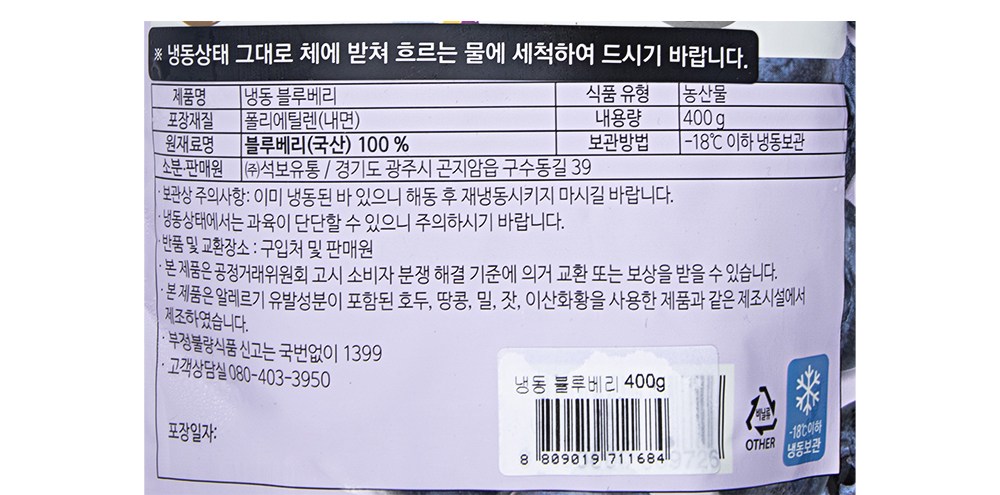 ※ 냉동상태 그대로 체에 받쳐 흐르는 물에 세척하여 드시기 바랍니다.
제품명 냉동 블루베리 식품 유형 농산물
포장재질 폴리에틸렌(내면) 내용량 400g
원재료명 블루베리(국산) 100 % 보관방법 -18℃ 이하 냉동보관
소분·판매원 ㈜석보유통 / 경기도 광주시 곤지암읍 구수동길 39
· 보관상 주의사항: 이미 냉동된 바 있으니 해동 후 재냉동시키지 마시길 바랍니다.
· 냉동상태에서는 과육이 단단할 수 있으니 주의하시기 바랍니다.
· 반품 및 교환장소 : 구입처 및 판매원
· 본 제품은 공정거래위원회 고시 소비자 분쟁 해결 기준에 의거 교환 또는 보상을 받을 수 있습니다.
· 본 제품은 알레르기 유발성분이 포함된 호두, 땅콩, 밀, 잣, 이산화황을 사용한 제품과 같은 제조시설에서
제조하였습니다.
· 부정불량식품 신고는 국번없이 1399
· 고객상담실 080-403-3950
포장일자:
냉동 블루베리 400g
8 809019 711684
비닐류
OTHER
-18℃이하
냉동보관